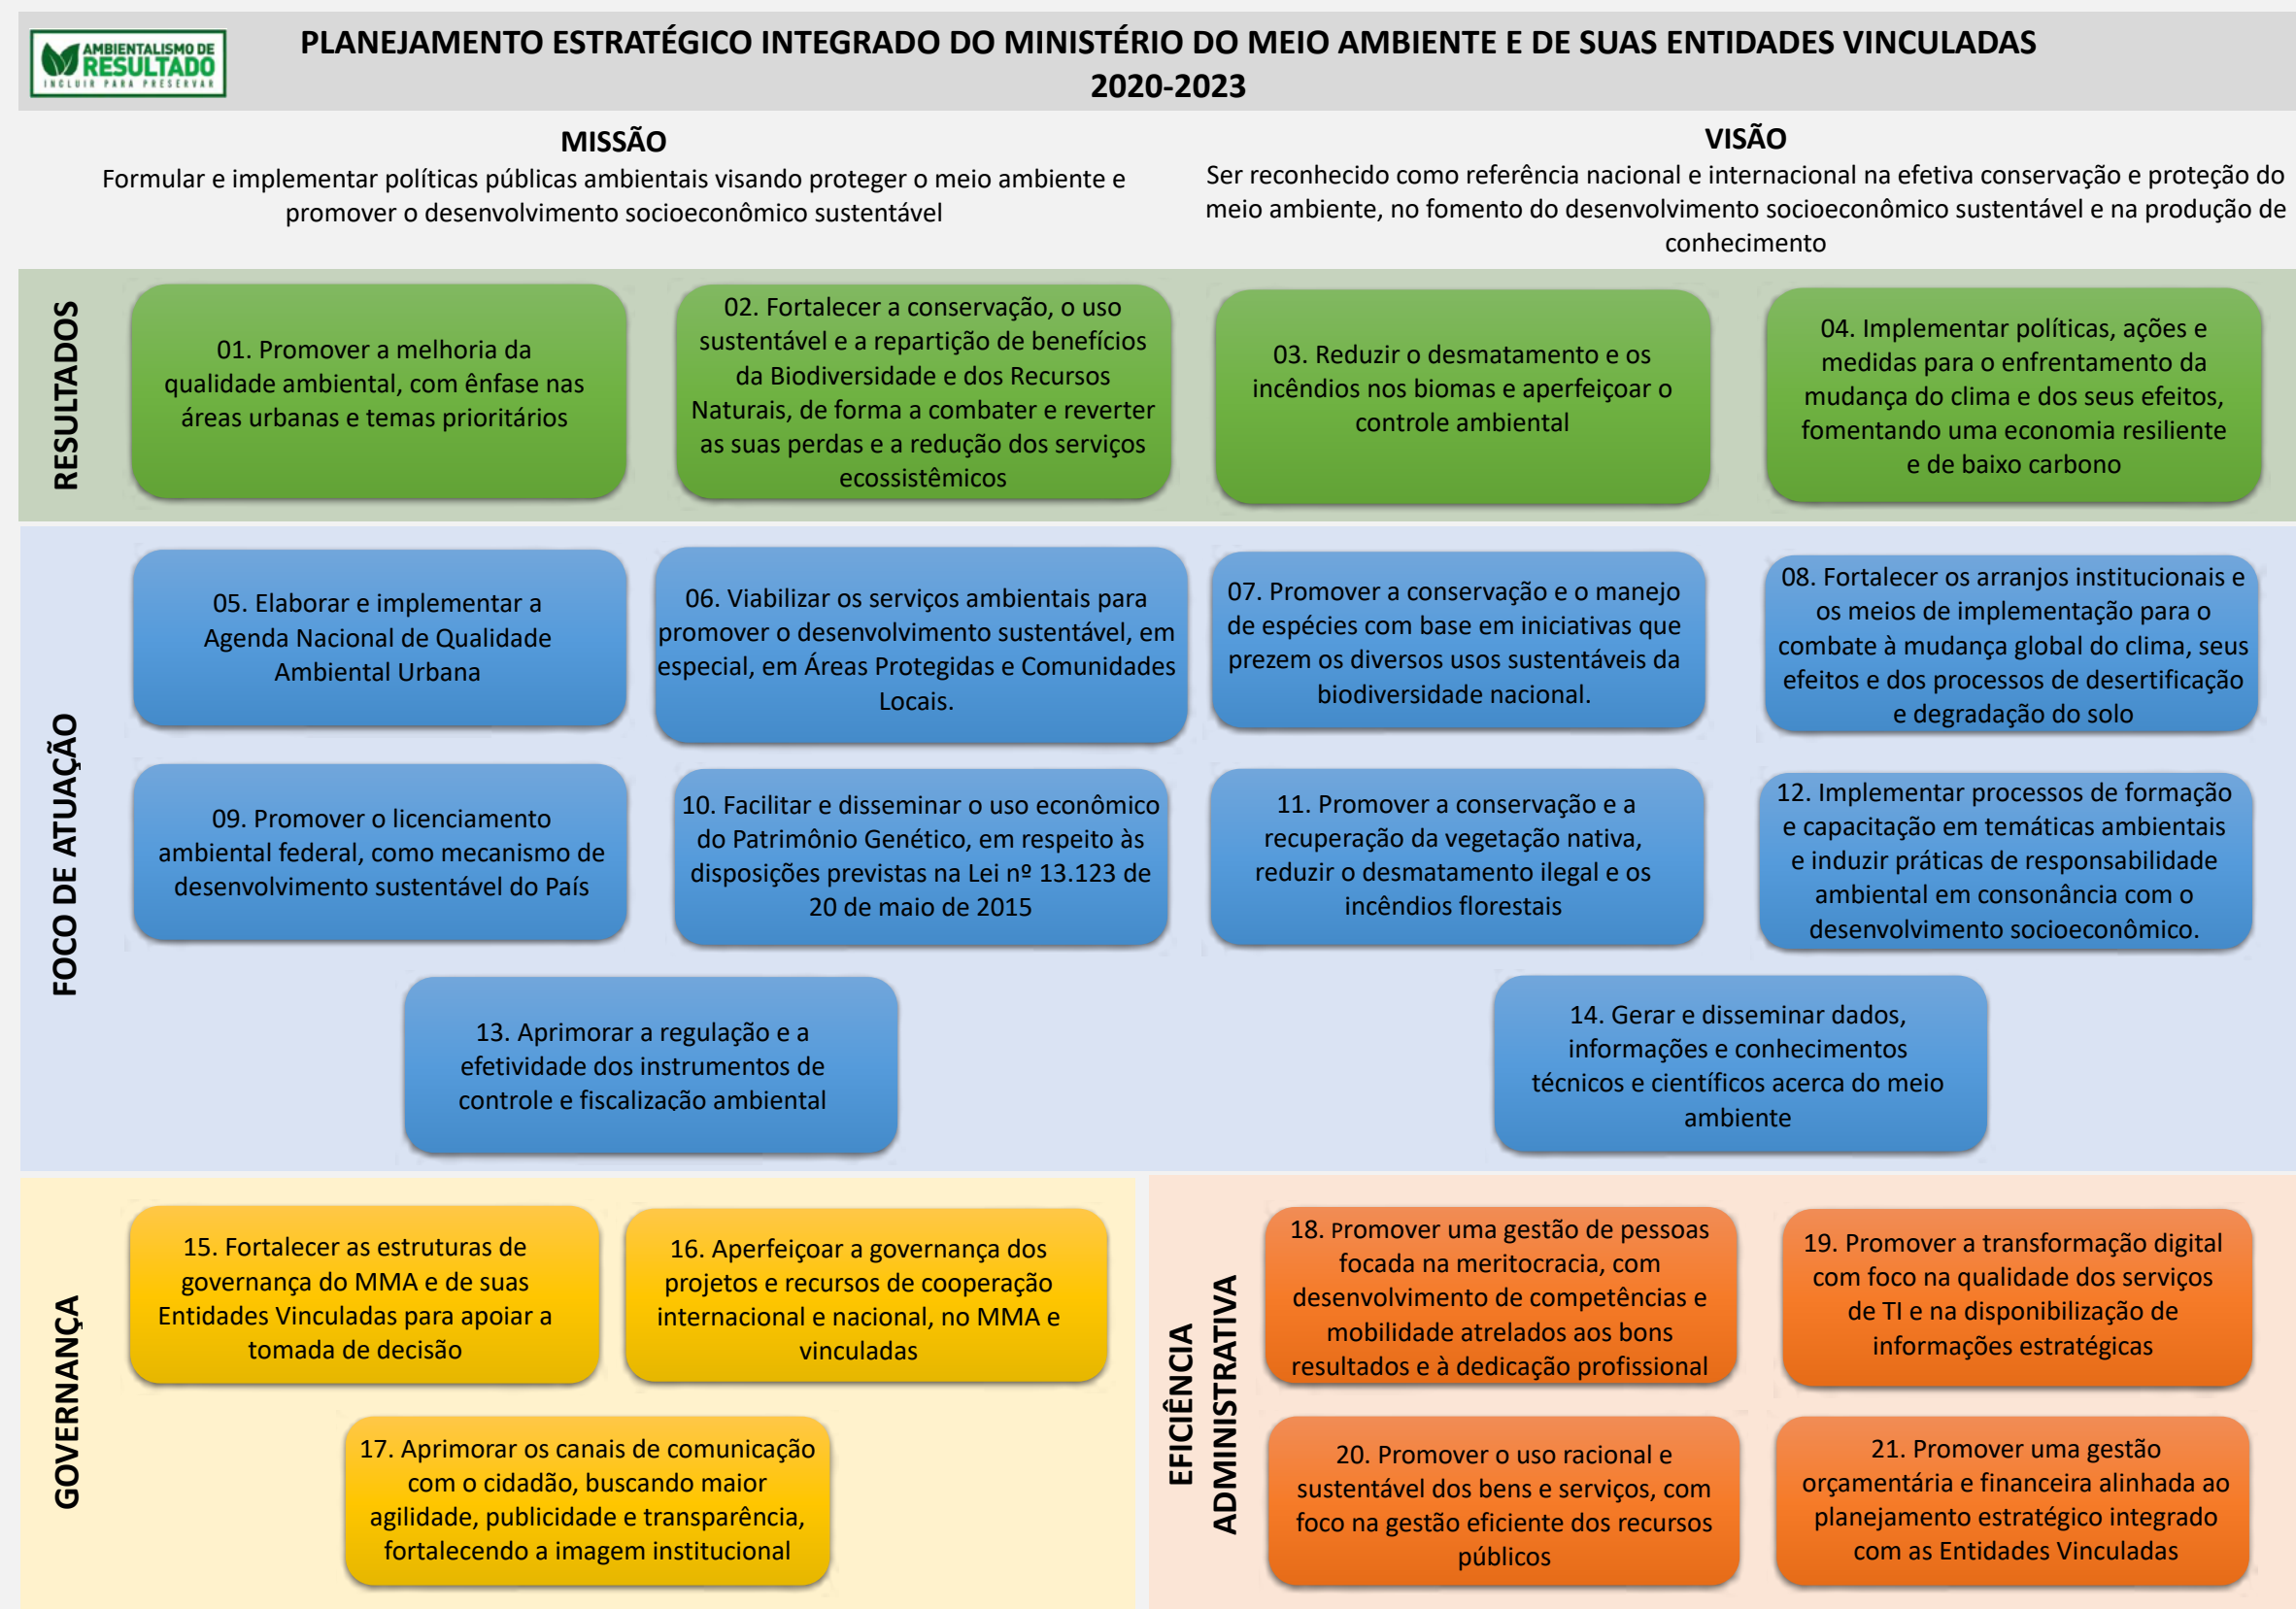 AMBIENTALISMO DE
RESULTADO
INCLUIR PARA PRESERVAR
PLANEJAMENTO ESTRATÉGICO INTEGRADO DO MINISTÉRIO DO MEIO AMBIENTE E DE SUAS ENTIDADES VINCULADAS
2020-2023
MISSÃO
Formular e implementar políticas públicas ambientais visando proteger o meio ambiente e
promover o desenvolvimento socioeconômico sustentável
VISÃO
Ser reconhecido como referência nacional e internacional na efetiva conservação e proteção do
meio ambiente, no fomento do desenvolvimento socioeconômico sustentável e na produção de
conhecimento
RESULTADOS
01. Promover a melhoria da
qualidade ambiental, com ênfase nas
áreas urbanas e temas prioritários
02. Fortalecer a conservação, o uso
sustentável e a repartição de benefícios
da Biodiversidade e dos Recursos
Naturais, de forma a combater e reverter
as suas perdas e a redução dos serviços
ecossistêmicos
03. Reduzir o desmatamento e os
incêndios nos biomas e aperfeiçoar o
controle ambiental
04. Implementar políticas, ações e
medidas para o enfrentamento da
mudança do clima e dos seus efeitos,
fomentando uma economia resiliente
e de baixo carbono
FOCO DE ATUAÇÃO
05. Elaborar e implementar a
Agenda Nacional de Qualidade
Ambiental Urbana
06. Viabilizar os serviços ambientais para
promover o desenvolvimento sustentável, em
especial, em Áreas Protegidas e Comunidades
Locais.
07. Promover a conservação e o manejo
de espécies com base em iniciativas que
prezem os diversos usos sustentáveis da
biodiversidade nacional.
08. Fortalecer os arranjos institucionais e
os meios de implementação para o
combate à mudança global do clima, seus
efeitos e dos processos de desertificação
e degradação do solo
09. Promover o licenciamento
ambiental federal, como mecanismo de
desenvolvimento sustentável do País
10. Facilitar e disseminar o uso econômico
do Patrimônio Genético, em respeito às
disposições previstas na Lei nº 13.123 de
20 de maio de 2015
11. Promover a conservação e a
recuperação da vegetação nativa,
reduzir o desmatamento ilegal e os
incêndios florestais
12. Implementar processos de formação
e capacitação em temáticas ambientais
e induzir práticas de responsabilidade
ambiental em consonância com o
desenvolvimento socioeconômico.
13. Aprimorar a regulação e a
efetividade dos instrumentos de
controle e fiscalização ambiental
14. Gerar e disseminar dados,
informações e conhecimentos
técnicos e científicos acerca do meio
ambiente
GOVERNANÇA
15. Fortalecer as estruturas de
governança do MMA e de suas
Entidades Vinculadas para apoiar a
tomada de decisão
16. Aperfeiçoar a governança dos
projetos e recursos de cooperação
internacional e nacional, no MMA e
vinculadas
17. Aprimorar os canais de comunicação
com o cidadão, buscando maior
agilidade, publicidade e transparência,
fortalecendo a imagem institucional
EFICIÊNCIA
ADMINISTRATIVA
18. Promover uma gestão de pessoas
focada na meritocracia, com
desenvolvimento de competências e
mobilidade atrelados aos bons
resultados e à dedicação profissional
19. Promover a transformação digital
com foco na qualidade dos serviços
de TI e na disponibilização de
informações estratégicas
20. Promover o uso racional e
sustentável dos bens e serviços, com
foco na gestão eficiente dos recursos
públicos
21. Promover uma gestão
orçamentária e financeira alinhada ao
planejamento estratégico integrado
com as Entidades Vinculadas